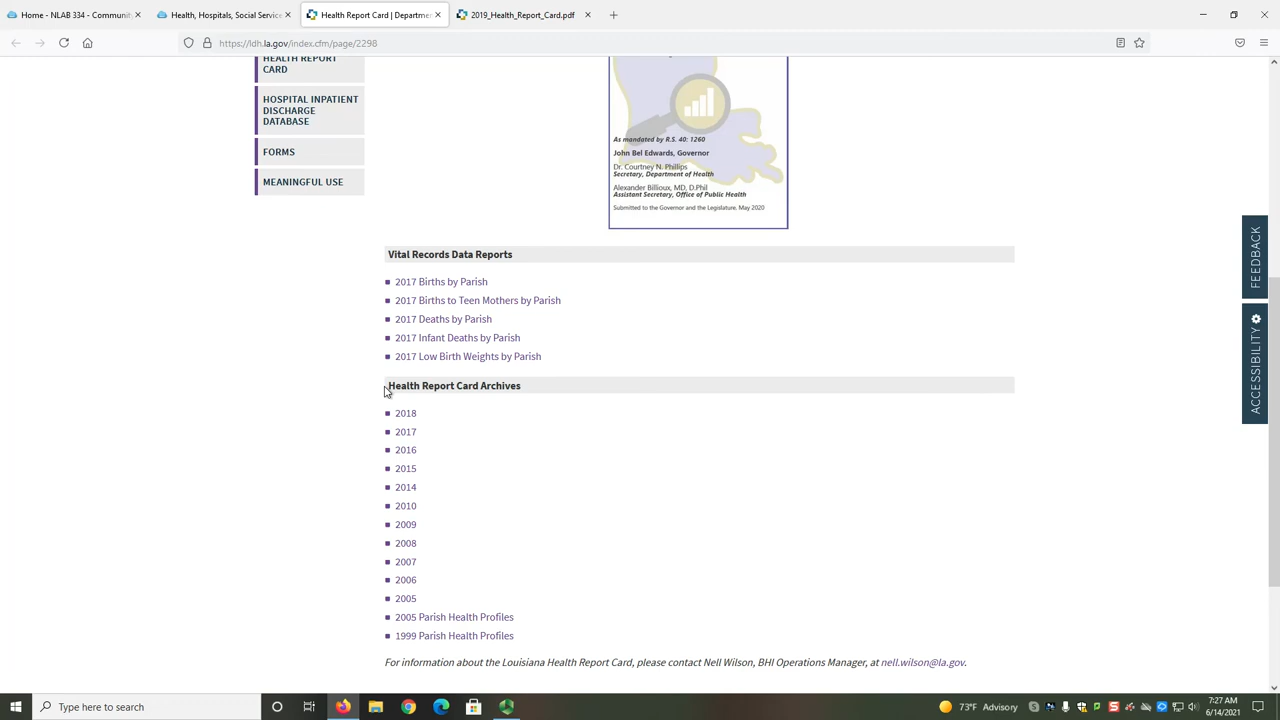 Home - NLAB 334 - Communit
Health, Hospitals, Social Service
Health Report Card | Departmen
2019_Health_Report_Card.pdf
https://ldh.la.gov/index.cfm/page/2298
HEALTH REPORT
CARD
HOSPITAL INPATIENT
DISCHARGE
DATABASE
FORMS
MEANINGFUL USE
As mandated by R.S. 40: 1260
John Bel Edwards, Governor
Dr. Courtney N. Phillips
Secretary, Department of Health
Alexander Billioux, MD, D.Phil
Assistant Secretary, Office of Public Health
Submitted to the Governor and the Legislature, May 2020
FEEDBACK
ACCESSIBILITY
Vital Records Data Reports
2017 Births by Parish
2017 Births to Teen Mothers by Parish
2017 Deaths by Parish
2017 Infant Deaths by Parish
2017 Low Birth Weights by Parish
Health Report Card Archives
2018
2017
2016
2015
2014
2010
2009
2008
2007
2006
2005
2005 Parish Health Profiles
1999 Parish Health Profiles
For information about the Louisiana Health Report Card, please contact Nell Wilson, BHI Operations Manager, at nell.wilson@la.gov.
Type here to search
73°F Advisory
7:27 AM
6/14/2021